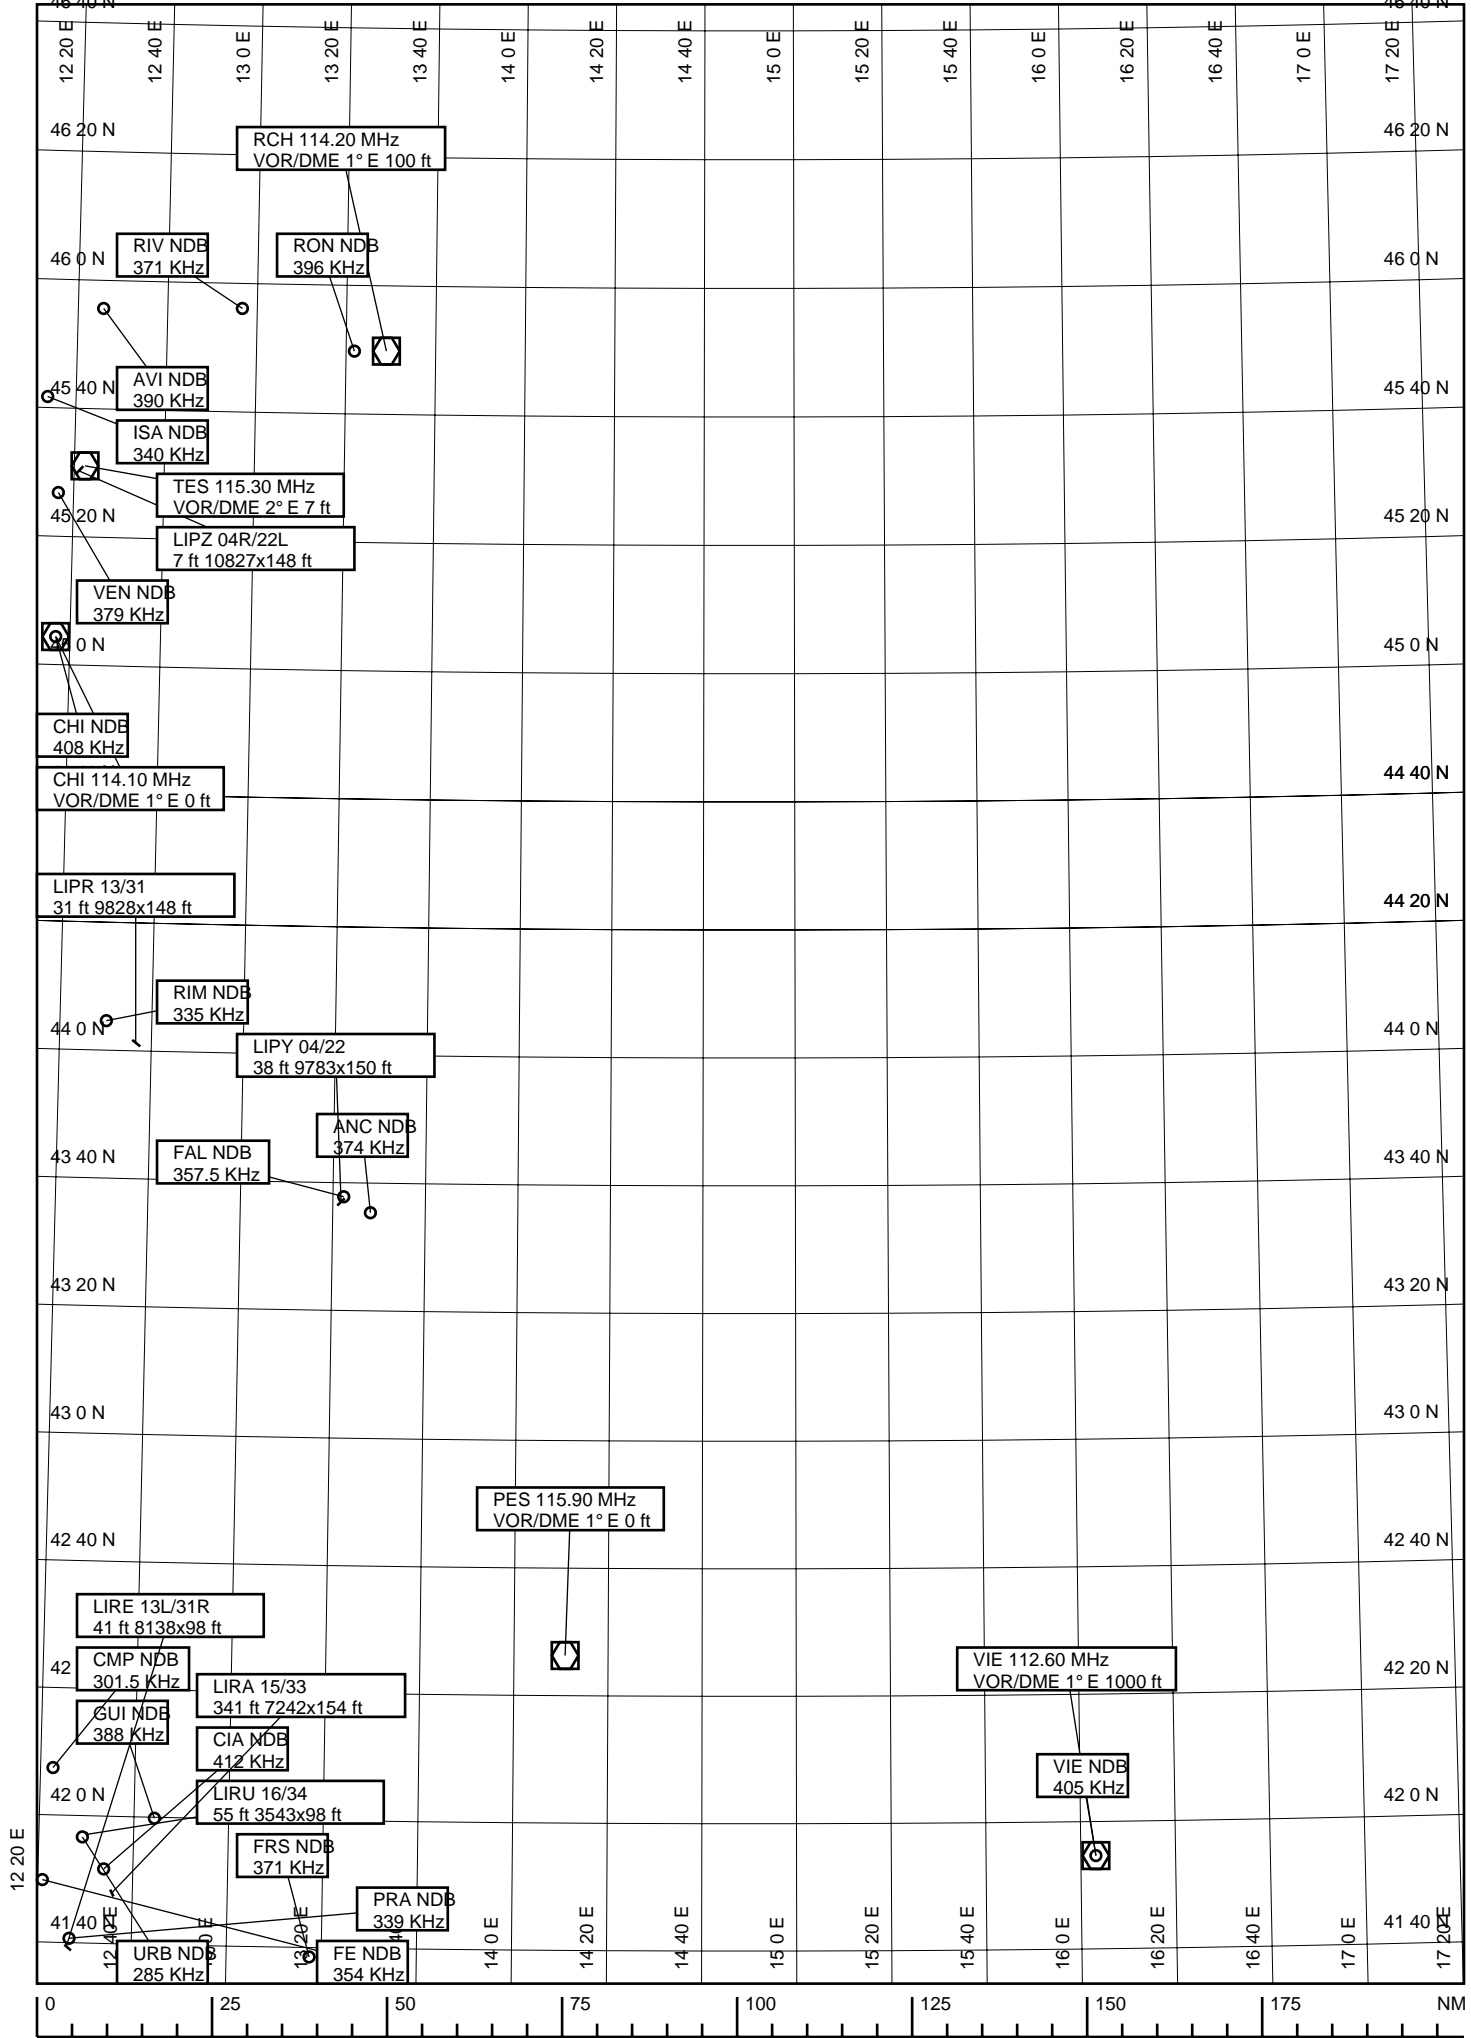 46 40 N
46 40 N
12 20 E
12 40 E
13 0 E
13 20 E
13 40 E
14 0 E
14 20 E
14 40 E
15 0 E
15 20 E
15 40 E
16 0 E
16 20 E
16 40 E
17 0 E
17 20 E
46 20 N
46 20 N
RCH 114.20 MHz
VOR/DME 1° E 100 ft
RIV NDB
371 KHz
RON NDB
396 KHz
46 0 N
46 0 N
AVI NDB
390 KHz
45 40 N
45 40 N
ISA NDB
340 KHz
TES 115.30 MHz
VOR/DME 2° E 7 ft
45 20 N
45 20 N
LIPZ 04R/22L
7 ft 10827x148 ft
VEN NDB
379 KHz
45 0 N
45 0 N
CHI NDB
408 KHz
CHI 114.10 MHz
VOR/DME 1° E 0 ft
44 40 N
LIPR 13/31
31 ft 9828x148 ft
44 20 N
RIM NDB
335 KHz
44 0 N
44 0 N
LIPY 04/22
38 ft 9783x150 ft
ANC NDB
374 KHz
FAL NDB
357.5 KHz
43 40 N
43 40 N
43 20 N
43 20 N
43 0 N
43 0 N
PES 115.90 MHz
VOR/DME 1° E 0 ft
42 40 N
42 40 N
LIRE 13L/31R
41 ft 8138x98 ft
42
CMP NDB
301.5 KHz
VIE 112.60 MHz
VOR/DME 1° E 1000 ft
42 20 N
LIRA 15/33
341 ft 7242x154 ft
GUI NDB
388 KHz
CIA NDB
412 KHz
VIE NDB
405 KHz
42 0 N
42 0 N
LIRU 16/34
55 ft 3543x98 ft
FRS NDB
371 KHz
PRA NDB
339 KHz
41 40 N
41 40 N
URB NDB
285 KHz
FE NDB
354 KHz
12 20 E
12 40 E
13 20 E
14 0 E
14 20 E
14 40 E
15 0 E
15 20 E
15 40 E
16 0 E
16 20 E
16 40 E
17 0 E
17 20 E
0 25 50 75 100 125 150 175 NM